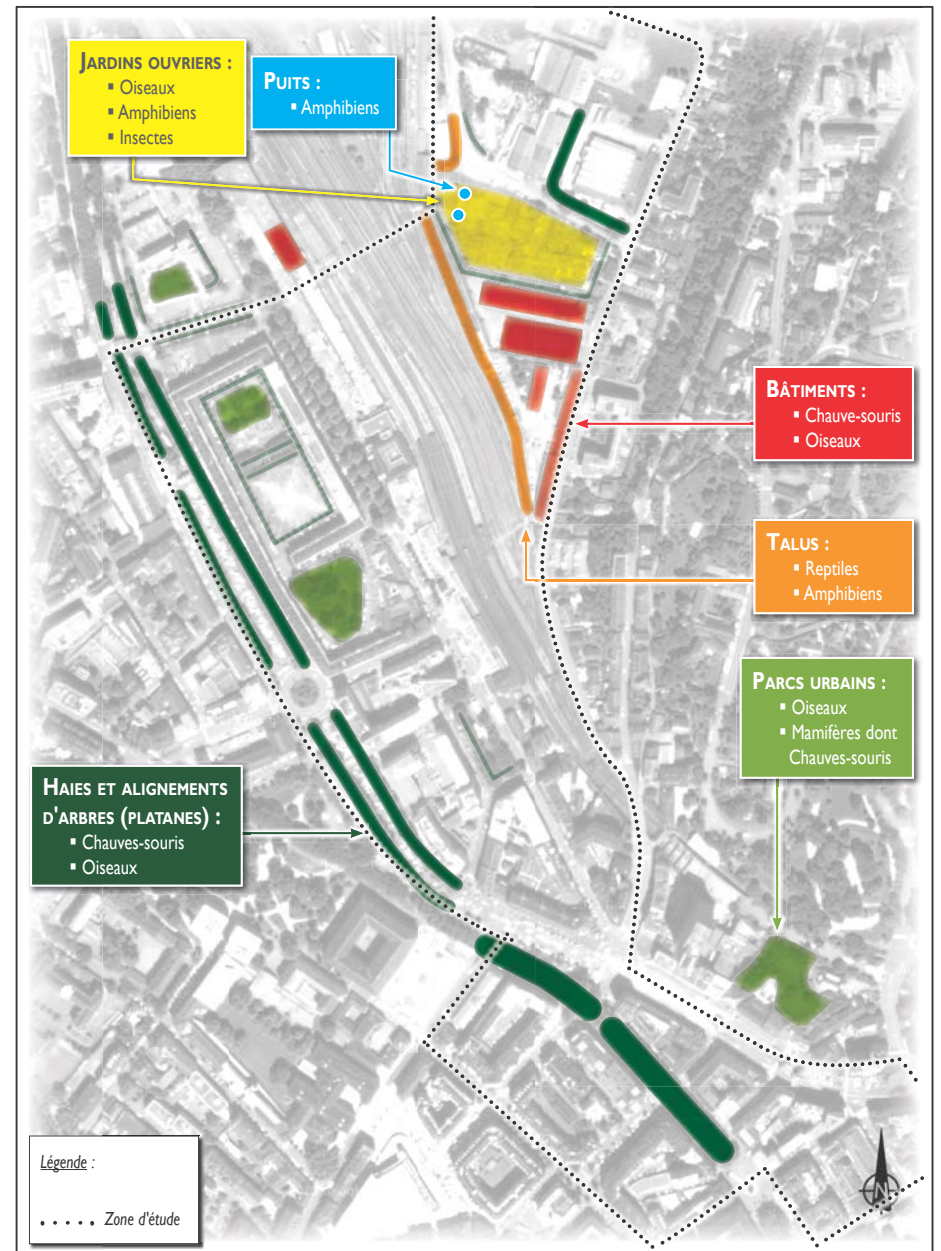 JARDINS OUVRIERS :
▪ Oiseaux
▪ Amphibiens
▪ Insectes
PUITS :
▪ Amphibiens
BÂTIMENTS :
▪ Chauve-souris
▪ Oiseaux
TALUS :
▪ Reptiles
▪ Amphibiens
PARCS URBAINS :
▪ Oiseaux
▪ Mamifères dont
Chauves-souris
HAIES ET ALIGNEMENTS
D'ARBRES (PLATANES) :
▪ Chauves-souris
▪ Oiseaux
Légende :
..... Zone d'étude
N